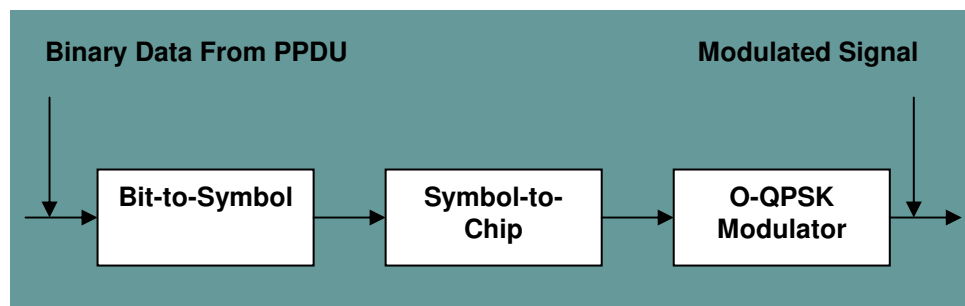 Binary Data From PPDU
Modulated Signal
Bit-to-Symbol
Symbol-to-
Chip
O-QPSK
Modulator